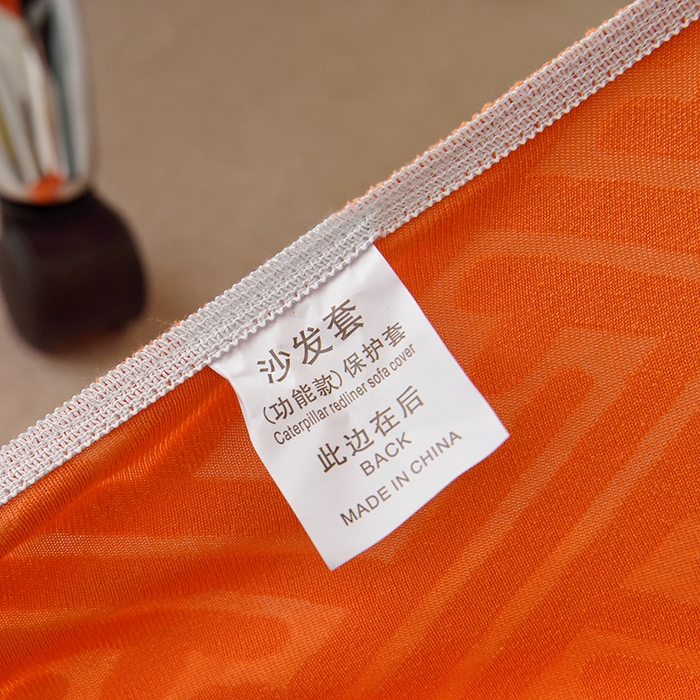 沙发套
(功能款)保护套
Caterpillar redliner sofa cover
此边在后
BACK
MADE IN CHINA